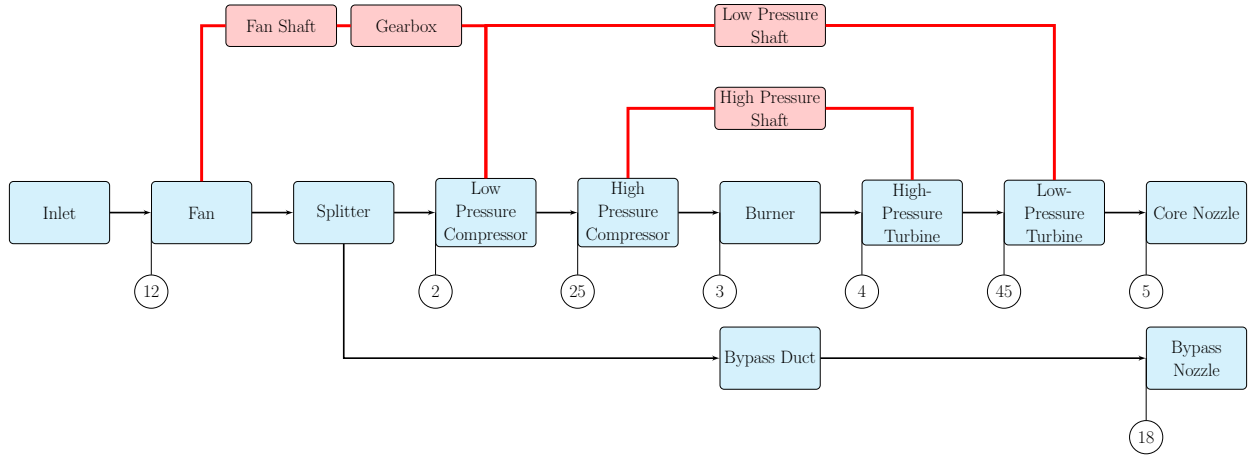 Fan Shaft
Gearbox
Low Pressure
Shaft
High Pressure
Shaft
Inlet
Fan
Splitter
Low
Pressure
Compressor
High
Pressure
Compressor
Burner
High-
Pressure
Turbine
Low-
Pressure
Turbine
Core Nozzle
12
2
25
3
4
45
5
Bypass Duct
Bypass
Nozzle
18